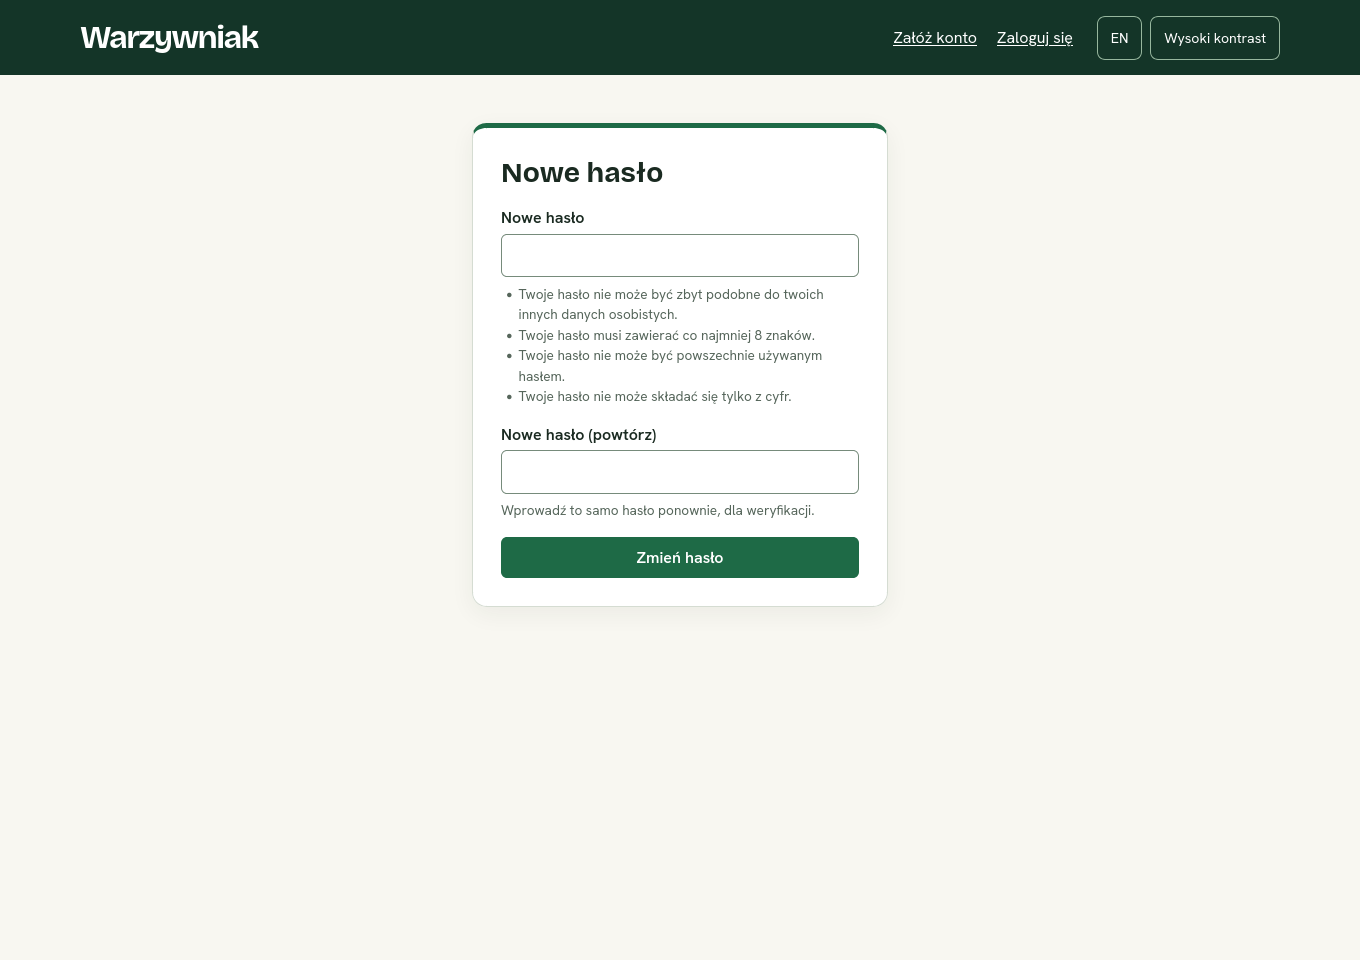 Warzywniak
Załóż konto
Zaloguj się
EN
Wysoki kontrast
Nowe hasło
Nowe hasło
• Twoje hasło nie może być zbyt podobne do twoich
innych danych osobistych.
• Twoje hasło musi zawierać co najmniej 8 znaków.
• Twoje hasło nie może być powszechnie używanym
hasłem.
• Twoje hasło nie może składać się tylko z cyfr.
Nowe hasło (powtórz)
Wprowadź to samo hasło ponownie, dla weryfikacji.
Zmień hasło